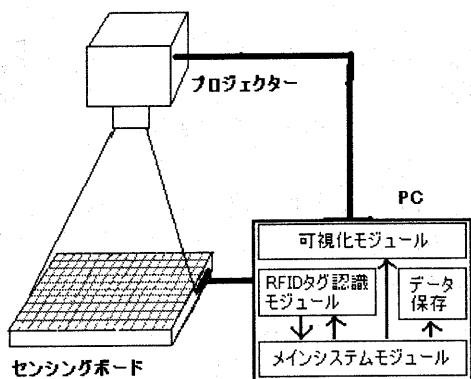 プロジェクター
PC
可視化モジュール
RFIDタグ認識
モジュール
データ
保存
メインシステムモジュール
センシングボード